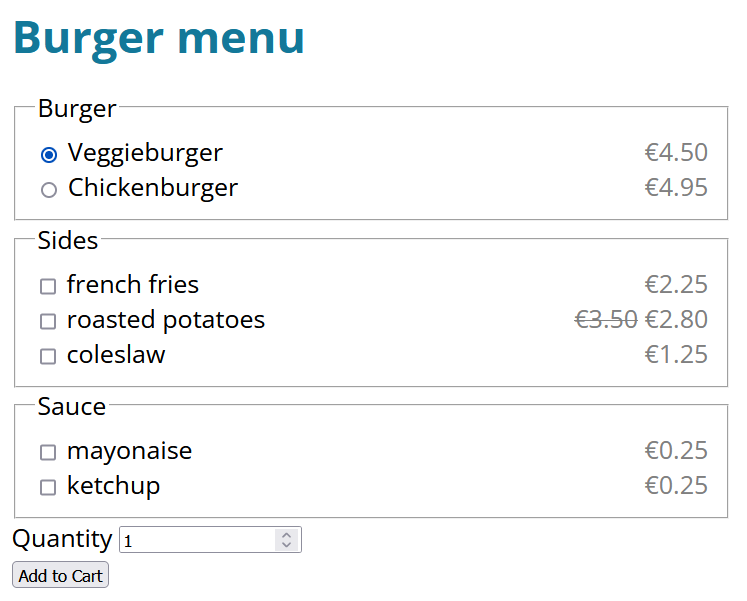 Burger menu
Burger
Veggieburger €4.50
Chickenburger €4.95
Sides
french fries €2.25
roasted potatoes €3.50 €2.80
coleslaw €1.25
Sauce
mayonaise €0.25
ketchup €0.25
Quantity 1
Add to Cart